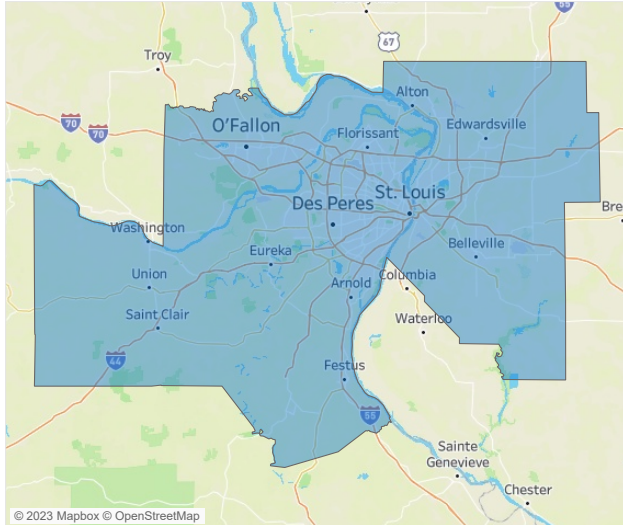 55
67
Troy
Alton
70
70
O'Fallon
Florissant
Edwardsville
St. Louis
Des Peres
Bre
Washington
Eureka
Belleville
Union
Arnold
Columbia
Saint Clair
Waterloo
44
Festus
55
Sainte
Genevieve
Chester
© 2023 Mapbox © OpenStreetMap